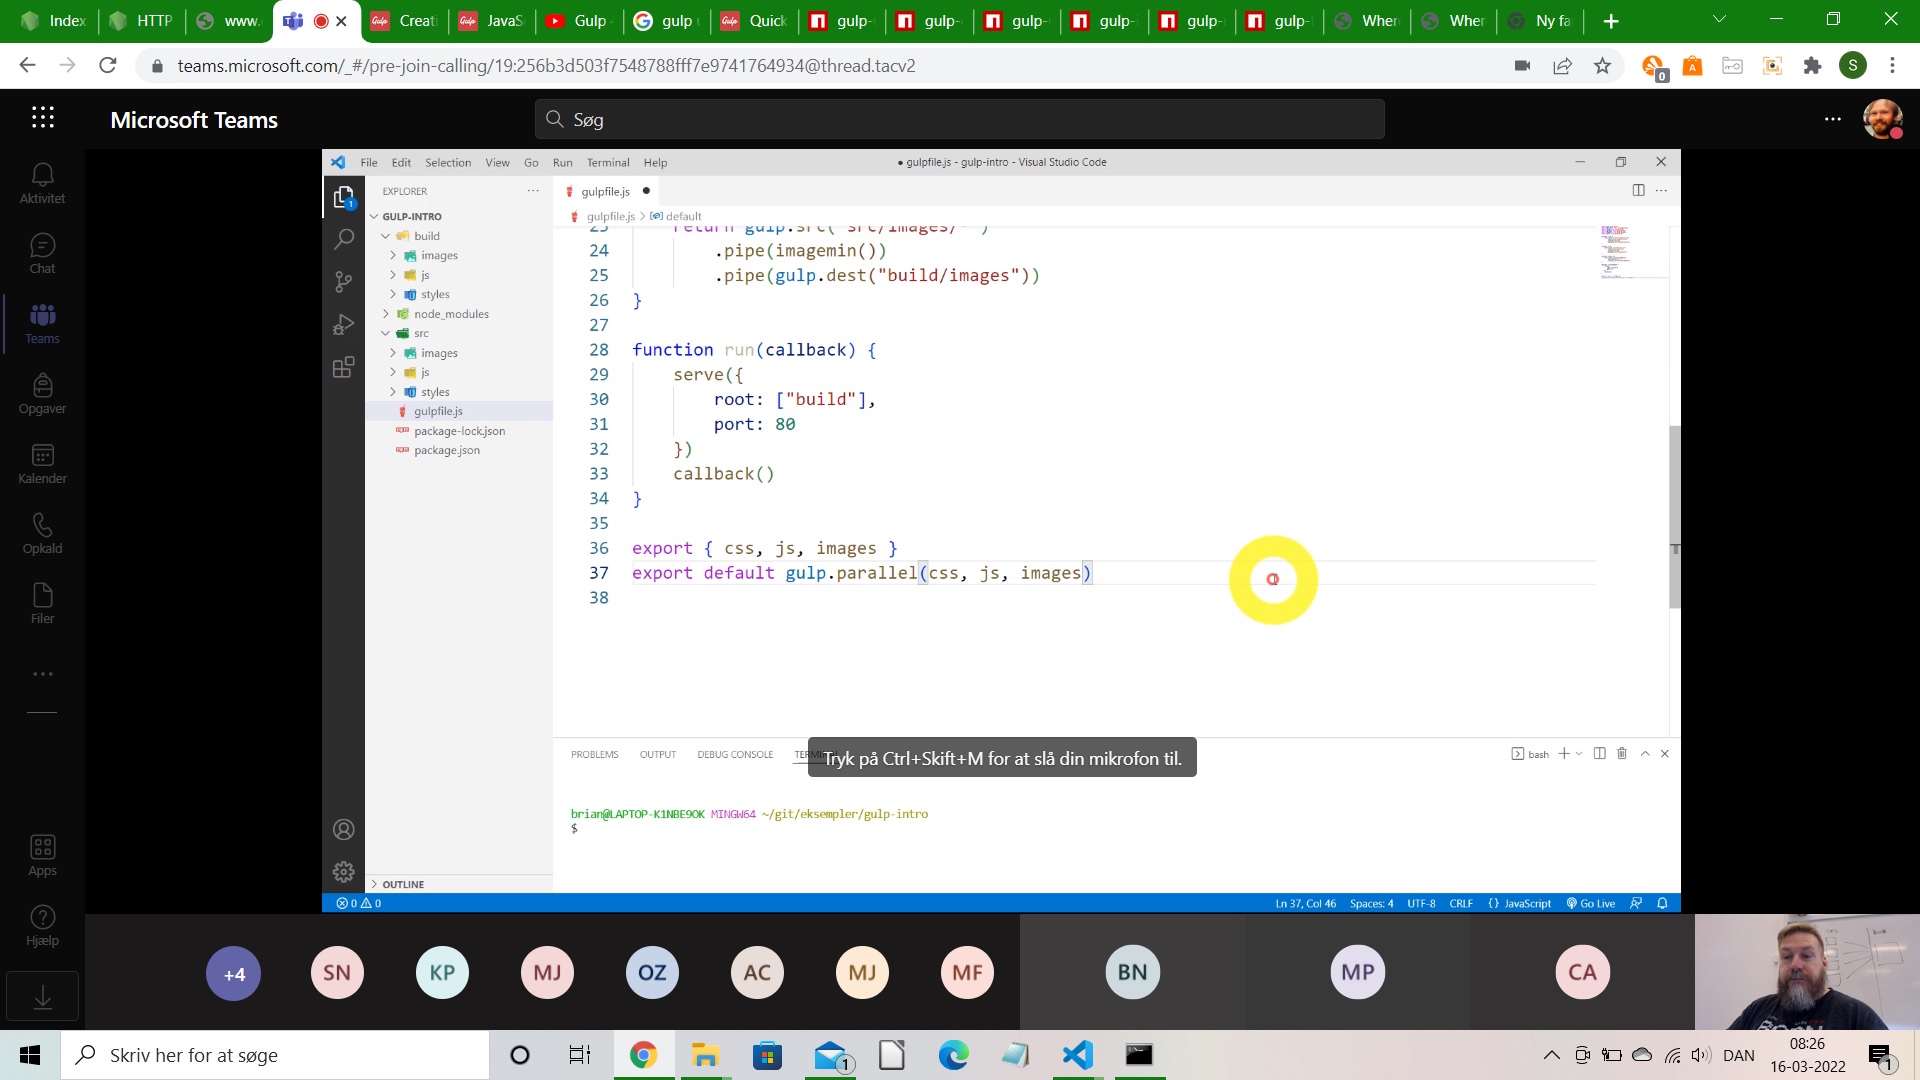 Index
HTTP
www.
Creati
JavaS
Gulp
gulp
Quick
gulp-
gulp-
gulp-
gulp-
gulp-
gulp-
Wher
Wher
Ny fa
teams.microsoft.com/_#/pre-join-calling/19:256b3d503f7548788fff7e9741764934@thread.tacv2
0
S
Microsoft Teams
Søg
Aktivitet
Chat
Teams
Opgaver
Kalender
Opkald
Filer
Apps
Hjælp
File Edit Selection View Go Run Terminal Help
● gulpfile.js - gulp-intro - Visual Studio Code
EXPLORER
GULP-INTRO
build
images
js
styles
node_modules
src
images
js
styles
gulpfile.js
package-lock.json
package.json
OUTLINE
gulpfile.js ●
gulpfile.js > default
23 return gulp.src("src/images/*")
24 .pipe(imagemin())
25 .pipe(gulp.dest("build/images"))
26 }
27
28 function run(callback) {
29 serve({
30 root: ["build"],
31 port: 80
32 })
33 callback()
34 }
35
36 export { css, js, images }
37 export default gulp.parallel(css, js, images)
38
PROBLEMS OUTPUT DEBUG CONSOLE TERMIN
bash
Tryk på Ctrl+Skift+M for at slå din mikrofon til.
brian@LAPTOP-K1NBE9OK MINGW64 ~/git/eksempler/gulp-intro
$
0 0
Ln 37, Col 46 Spaces: 4 UTF-8 CRLF {} JavaScript Go Live
+4 SN KP MJ OZ AC MJ MF BN MP CA
Skriv her for at søge
1
DAN
08:26
16-03-2022
1